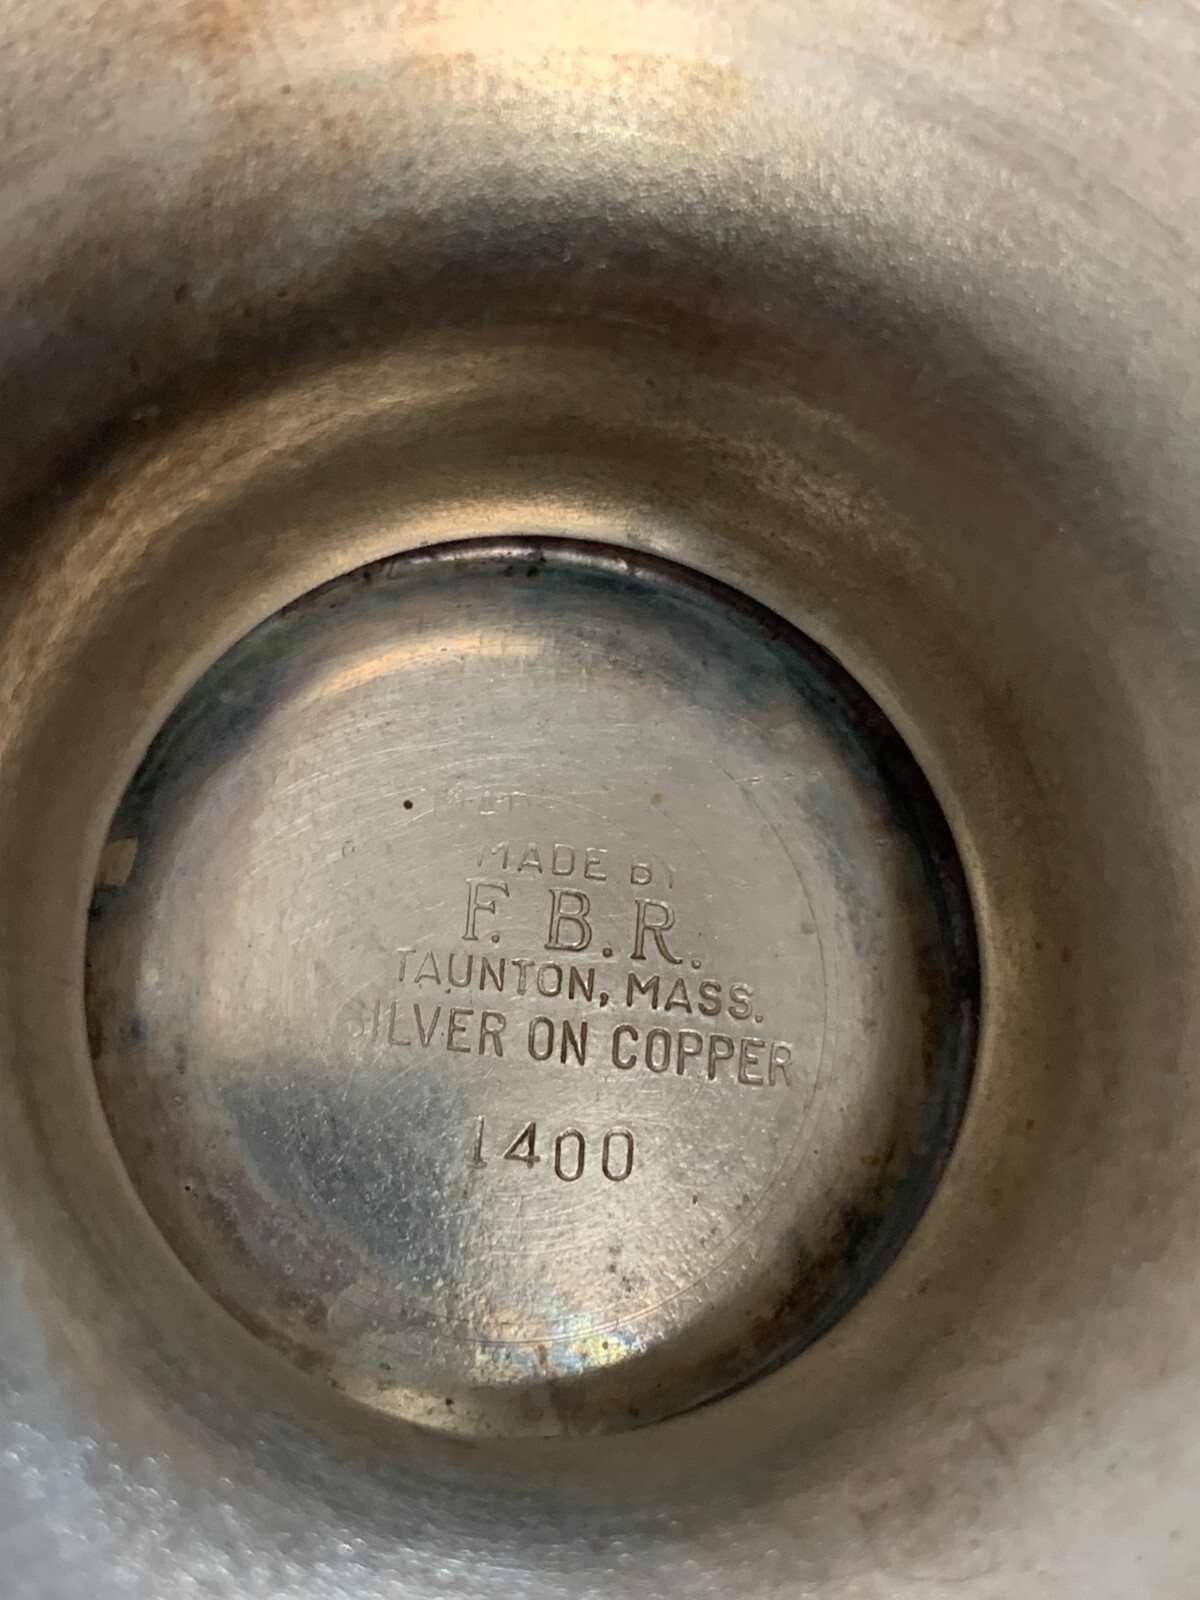 MADE BY
F. B. R.
TAUNTON, MASS.
SILVER ON COPPER
1400